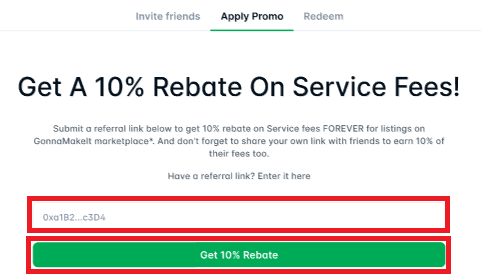 Invite friends Apply Promo Redeem
Get A 10% Rebate On Service Fees!
Submit a referral link below to get 10% rebate on Service fees FOREVER for listings on
GonnaMakeIt marketplace*. And don't forget to share your own link with friends to earn 10% of
their fees too.
Have a referral link? Enter it here
0xa1B2...c3D4
Get 10% Rebate